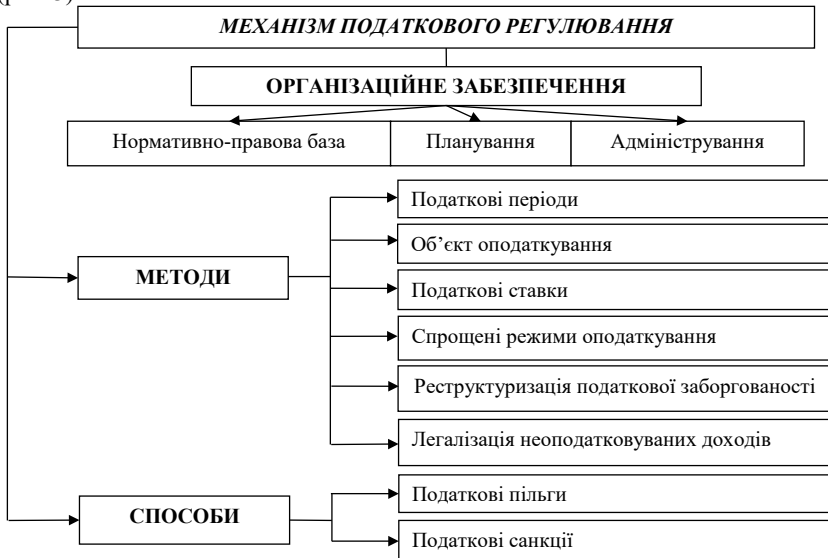 МЕХАНІЗМ ПОДАТКОВОГО РЕГУЛЮВАННЯ
ОРГАНІЗАЦІЙНЕ ЗАБЕЗПЕЧЕННЯ
Нормативно-правова база
Планування
Адміністрування
МЕТОДИ
Податкові періоди
Об’єкт оподаткування
Податкові ставки
Спрощені режими оподаткування
Реструктуризація податкової заборгованості
Легалізація неоподатковуваних доходів
СПОСОБИ
Податкові пільги
Податкові санкції